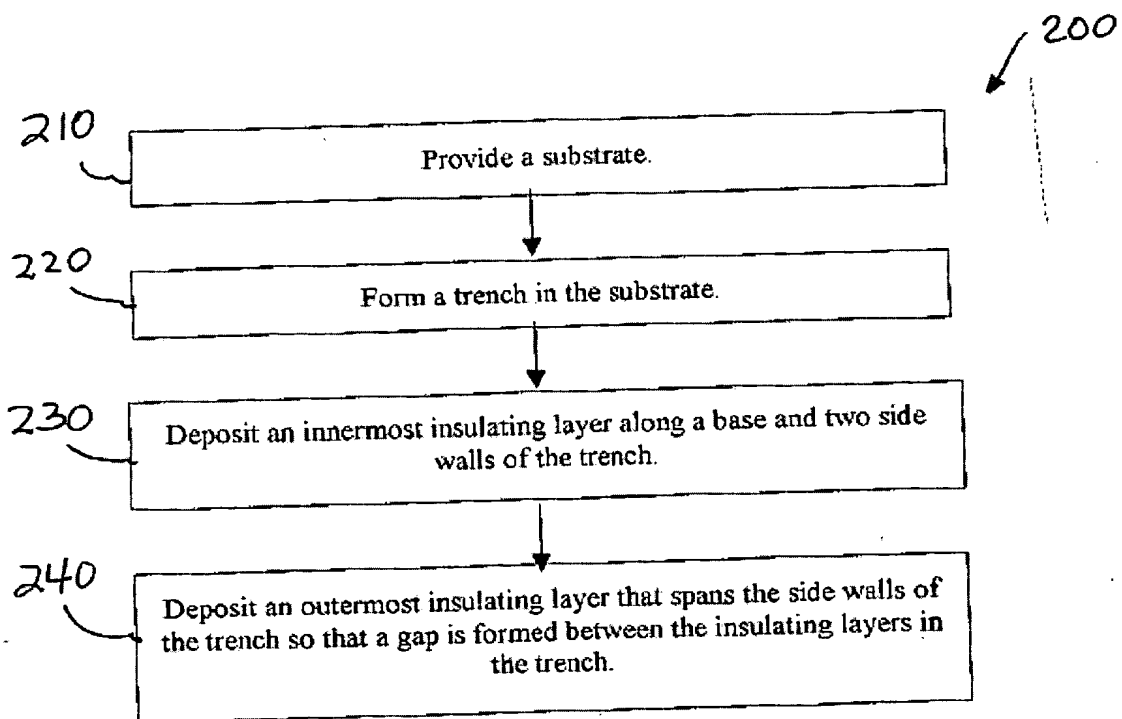 200
210
Provide a substrate.
220
Form a trench in the substrate.
230
Deposit an innermost insulating layer along a base and two side
walls of the trench.
240
Deposit an outermost insulating layer that spans the side walls of
the trench so that a gap is formed between the insulating layers in
the trench.